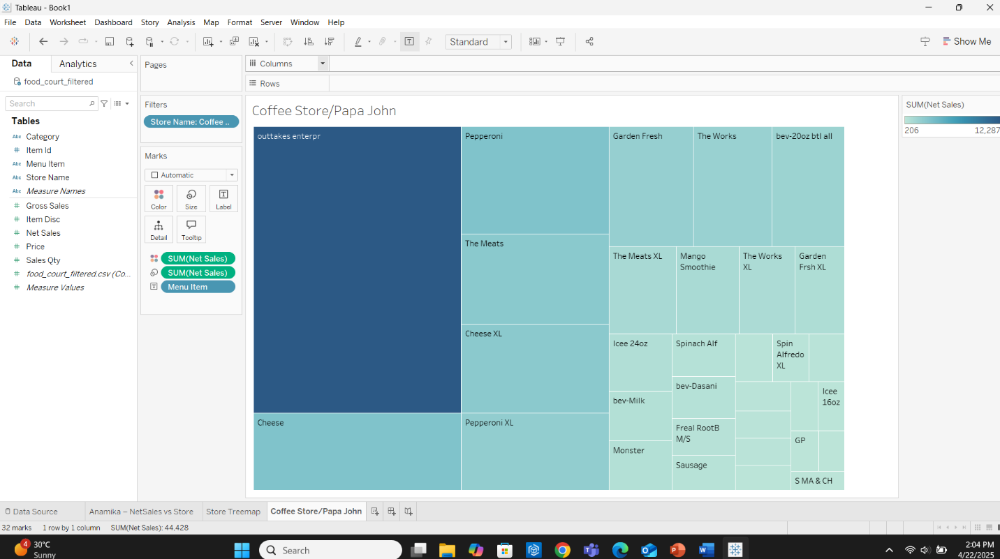 Tableau - Book1
File Data Worksheet Dashboard Story Analysis Map Format Server Window Help
Standard
Show Me
Data Analytics
food_court_filtered
Search
Tables
Abc Category
# Item Id
Abc Menu Item
Abc Store Name
Abc Measure Names
# Gross Sales
# Item Disc
# Net Sales
# Price
# Sales Qty
# food_court_filtered.csv (Co...
# Measure Values
Pages
Filters
Store Name: Coffee ..
Marks
Automatic
Color Size Label
Detail Tooltip
SUM(Net Sales)
SUM(Net Sales)
Menu Item
Columns
Rows
Coffee Store/Papa John
outtakes enterpr
Cheese
Pepperoni
The Meats
Cheese XL
Pepperoni XL
Garden Fresh
The Works
bev-20oz btl all
The Meats XL
Mango
Smoothie
The Works
XL
Garden
Frsh XL
Icee 24oz
bev-Milk
Monster
Spinach Alf
bev-Dasani
Freal RootB
M/S
Sausage
Spin
Alfredo
XL
Icee
16oz
GP
S MA & CH
SUM(Net Sales)
206 12,287
Data Source Anamika – NetSales vs Store Store Treemap Coffee Store/Papa John
32 marks 1 row by 1 column SUM(Net Sales): 44,428
4
30°C
Sunny
Search
2:04 PM
4/22/2025